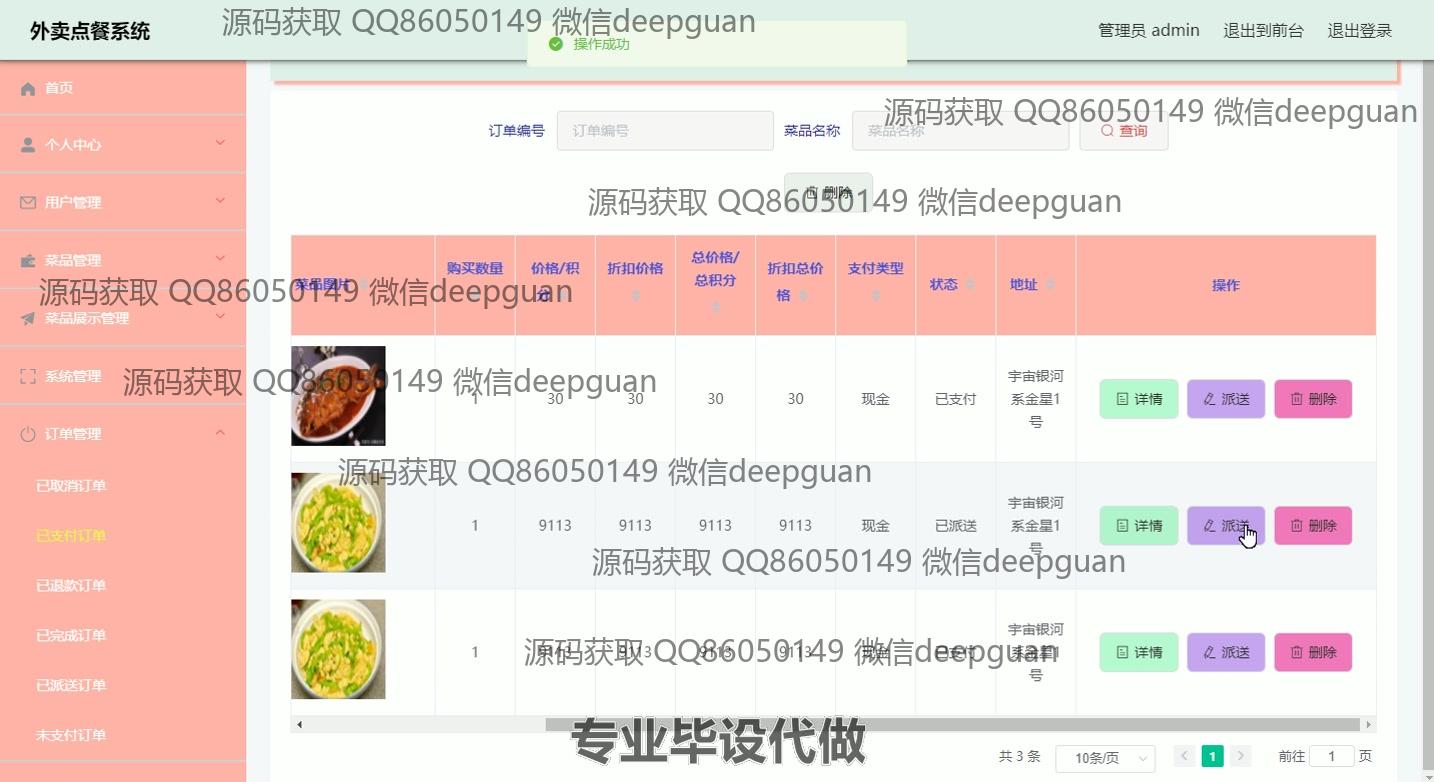 外卖点餐系统
源码获取 QQ86050149 微信deepguan
操作成功
管理员 admin
退出到前台
退出登录
首页
个人中心
用户管理
菜品管理
菜品展示管理
系统管理
订单管理
已取消订单
已支付订单
已退款订单
已完成订单
已派送订单
未支付订单
源码获取 QQ86050149 微信deepguan
订单编号
订单编号
菜品名称
菜品名称
查询
删除
源码获取 QQ86050149 微信deepguan
菜品图片
购买数量
价格/积分
折扣价格
总价格/
总积分
折扣总价
格
支付类型
状态
地址
操作
源码获取 QQ86050149 微信deepguan
源码获取 QQ86050149 微信deepguan
1
30
30
30
30
现金
已支付
宇宙银河
系金星1
号
详情
派送
删除
源码获取 QQ86050149 微信deepguan
1
9113
9113
9113
9113
现金
已派送
宇宙银河
系金星1
号
详情
派送
删除
源码获取 QQ86050149 微信deepguan
1
9113
9113
9113
9113
现金
已支付
宇宙银河
系金星1
号
详情
派送
删除
源码获取 QQ86050149 微信deepguan
专业毕设代做
共 3 条
10条/页
1
前往 1 页